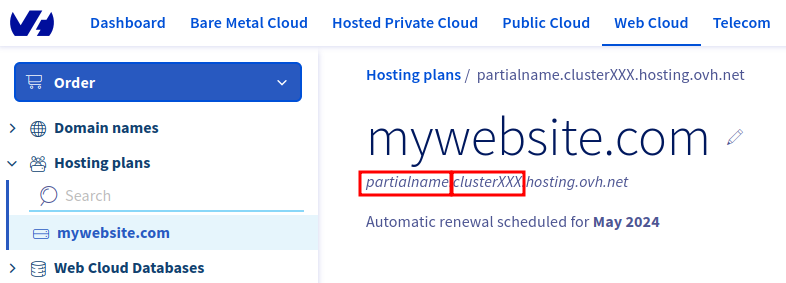 Dashboard Bare Metal Cloud Hosted Private Cloud Public Cloud Web Cloud Telecom
Order
Domain names
Hosting plans
Search
mywebsite.com
Web Cloud Databases
Hosting plans / partialname.clusterXXX.hosting.ovh.net
mywebsite.com
partialname.clusterXXX.hosting.ovh.net
Automatic renewal scheduled for May 2024